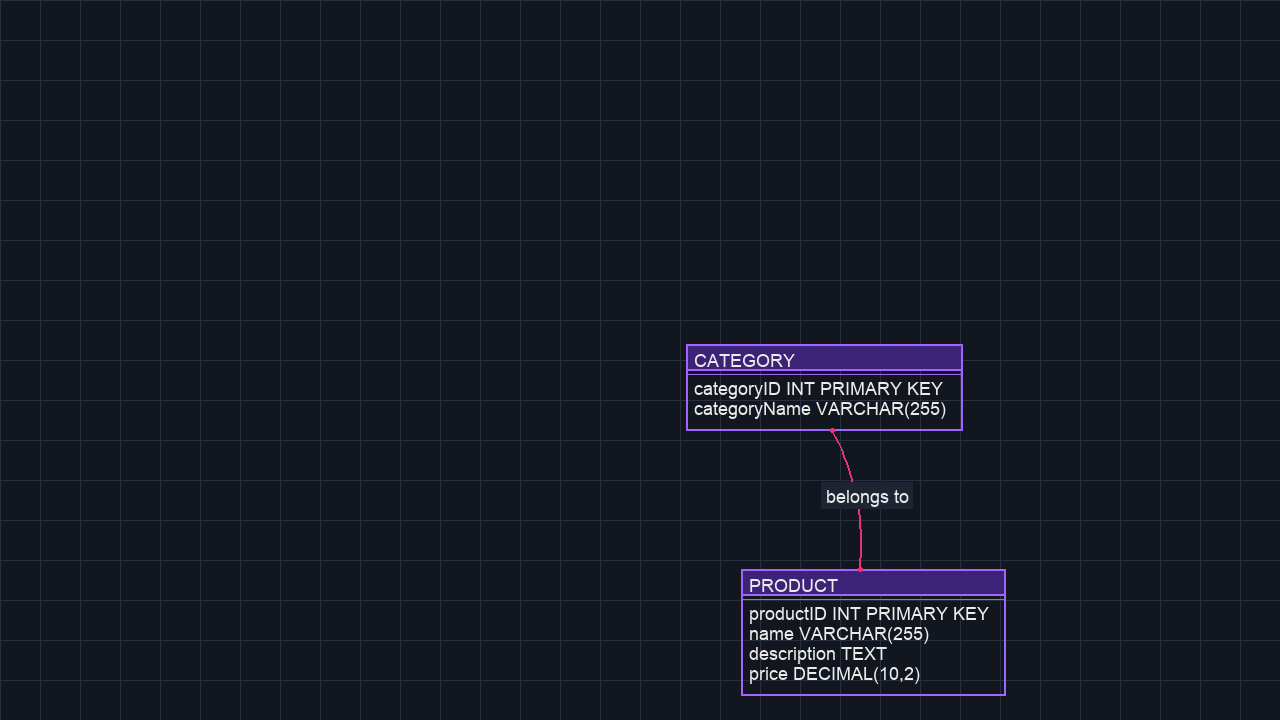 CATEGORY
categoryID INT PRIMARY KEY
categoryName VARCHAR(255)
belongs to
PRODUCT
productID INT PRIMARY KEY
name VARCHAR(255)
description TEXT
price DECIMAL(10,2)